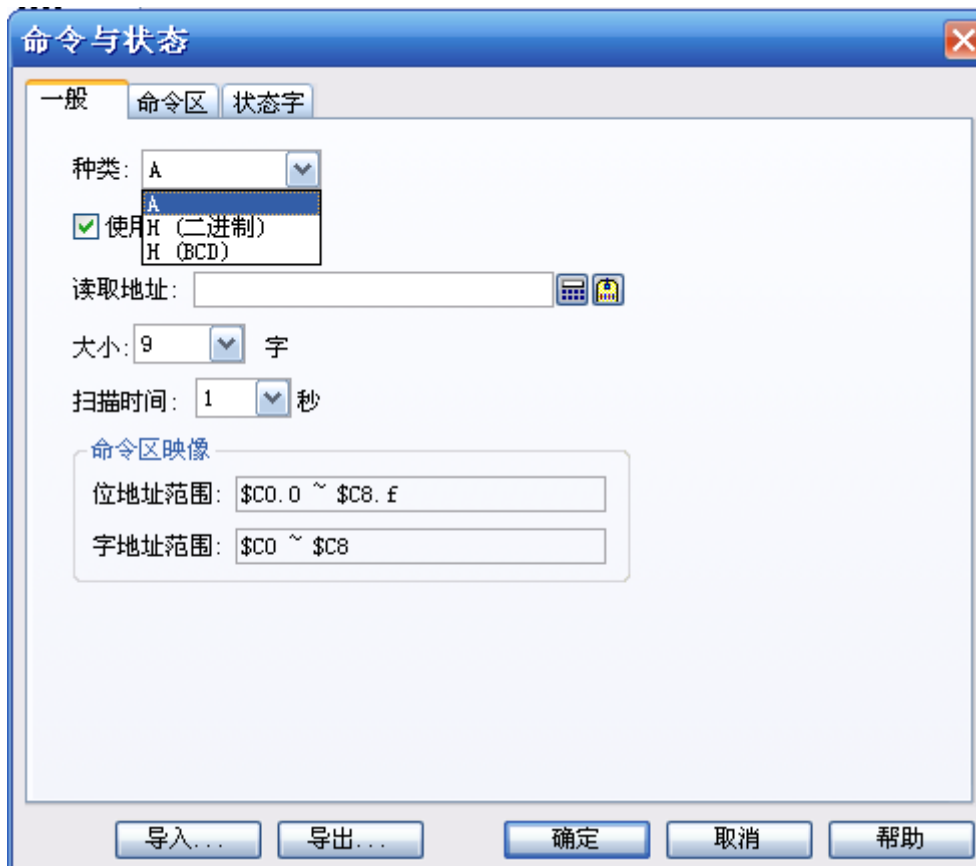 命令与状态
一般 命令区 状态字
种类: A
A
使用
H (二进制)
H (BCD)
读取地址:
大小: 9 字
扫描时间: 1 秒
命令区映像
位地址范围: $C0.0 ~ $C8.f
字地址范围: $C0 ~ $C8
导入... 导出... 确定 取消 帮助